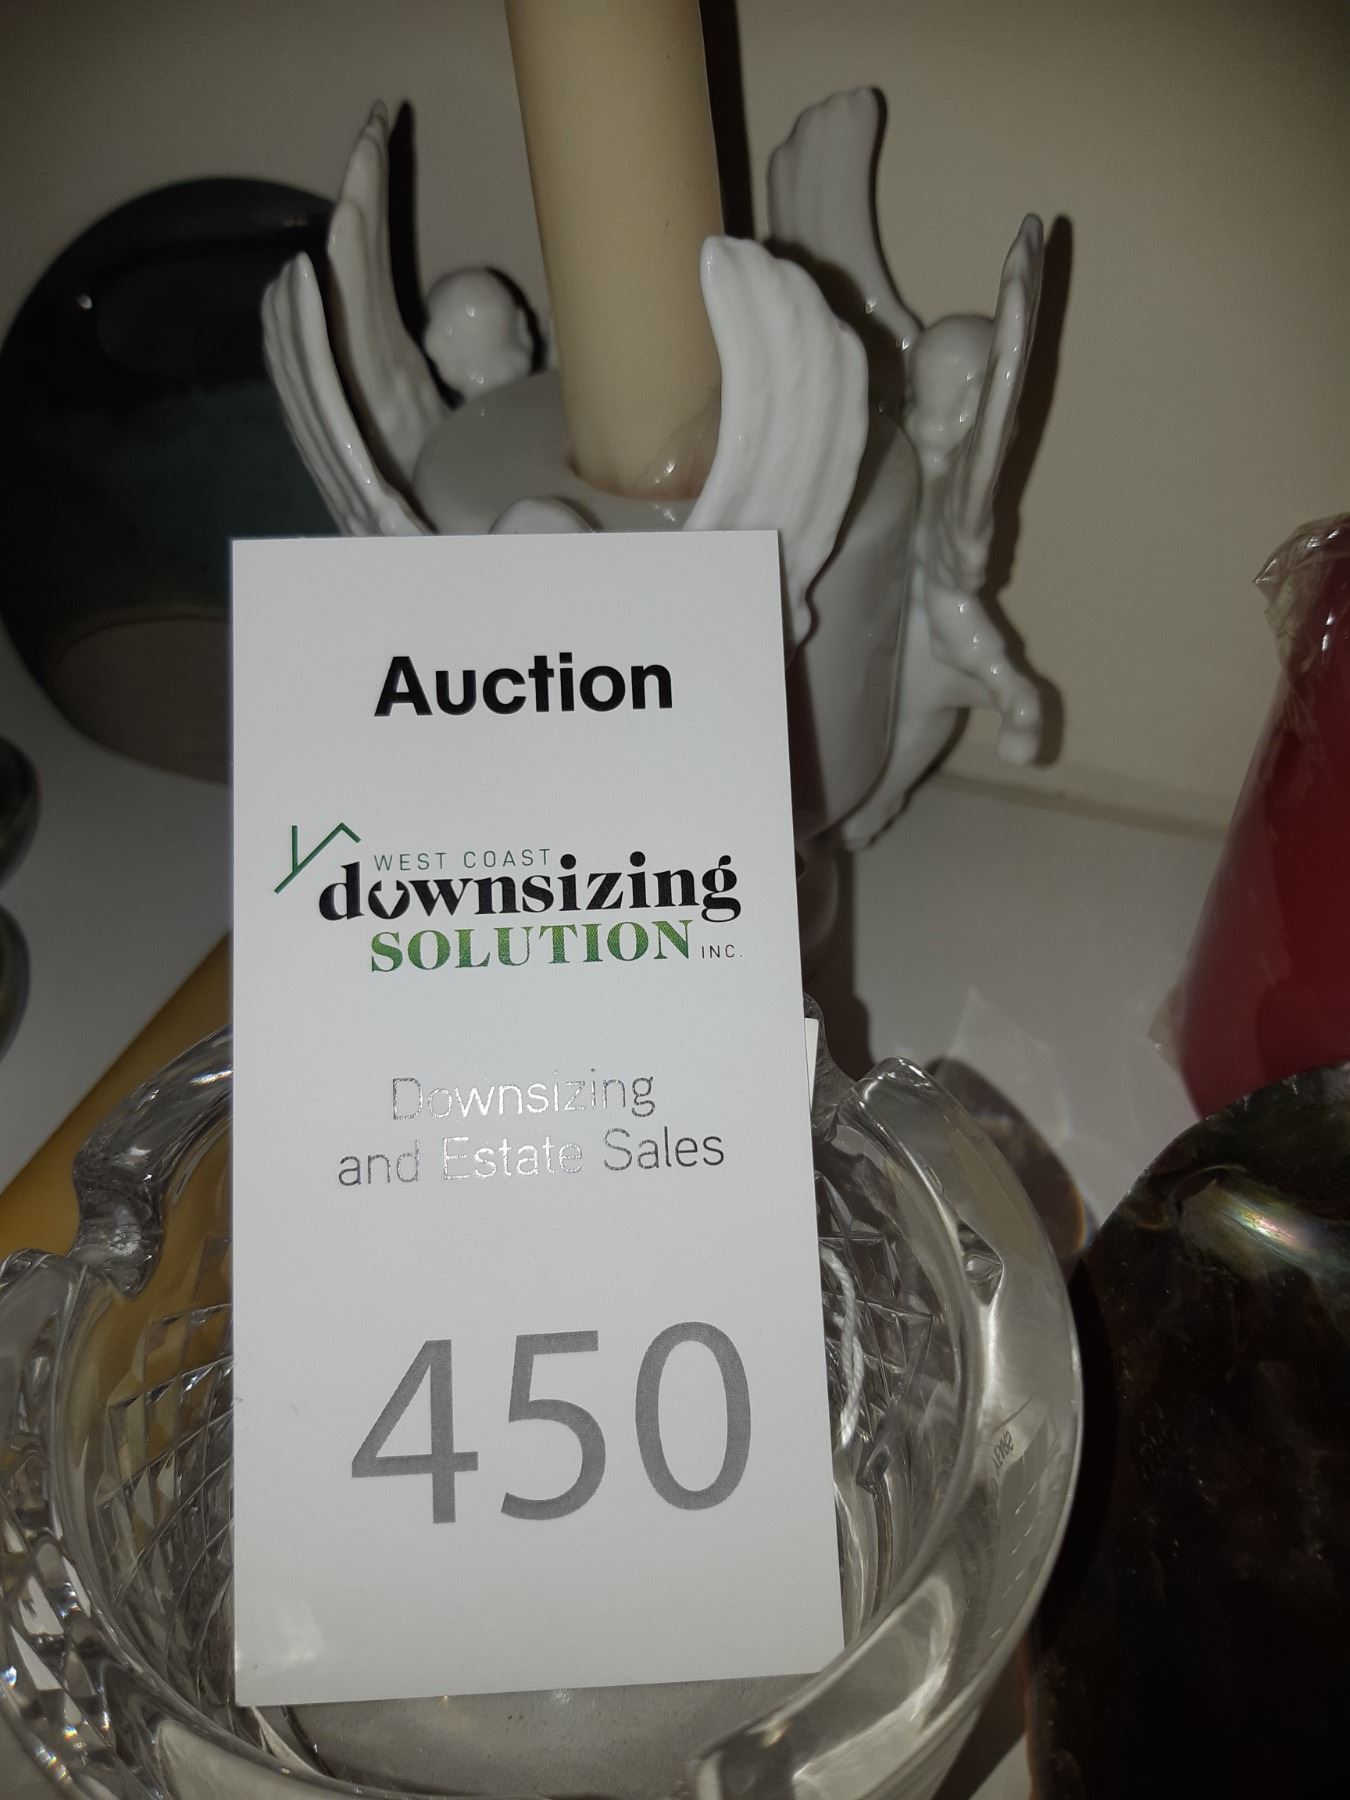 Auction
WEST COAST
downsizing
SOLUTION INC.
Downsizing
and Estate Sales
450